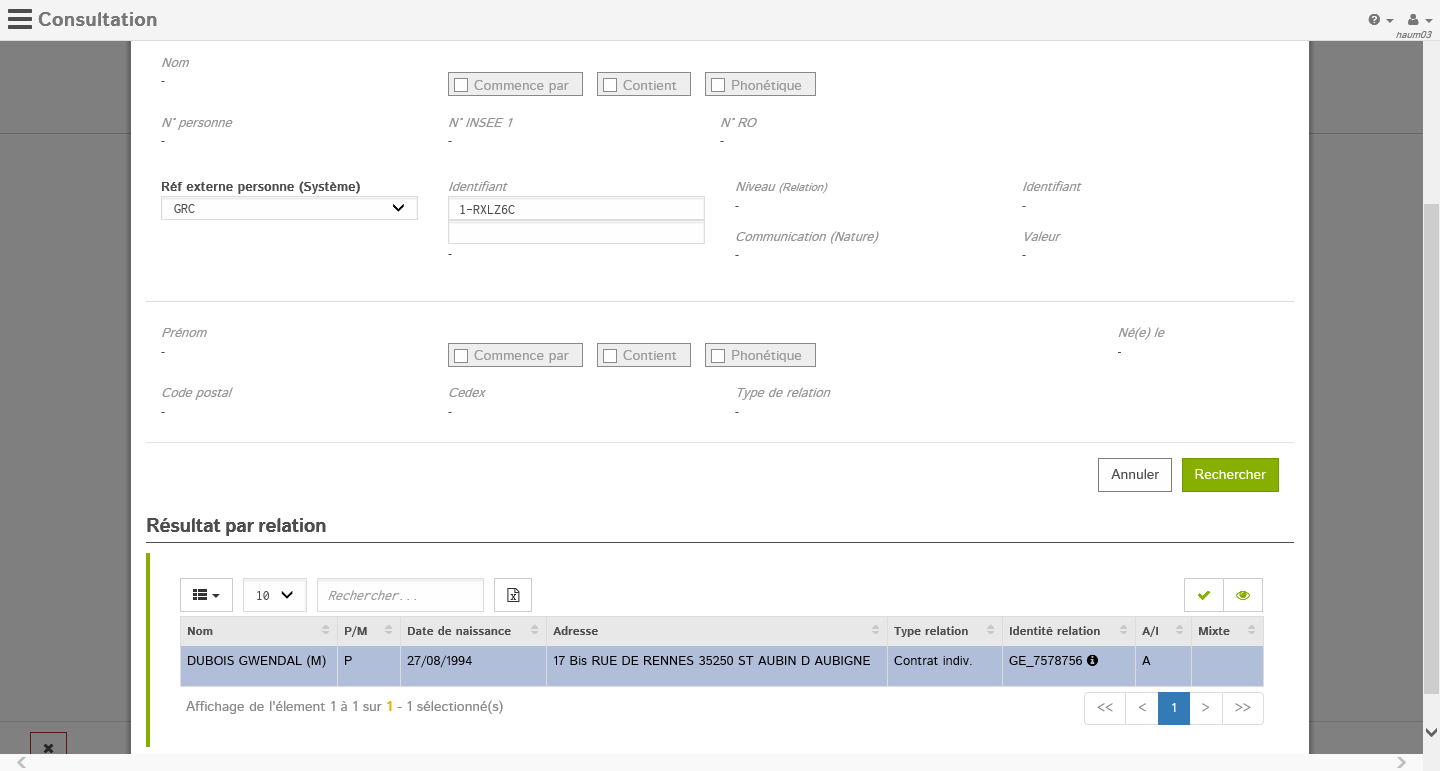 Consultation
haum03
Nom
-
Commence par Contient Phonétique
N° personne N° INSEE 1 N° RO
- - -
Réf externe personne (Système) Identifiant Niveau (Relation) Identifiant
GRC 1-RXLZ6C - -
Communication (Nature) Valeur
- - -
Prénom Né(e) le
- -
Commence par Contient Phonétique
Code postal Cedex Type de relation
- - -
Annuler Rechercher
Résultat par relation
10 Rechercher...
Nom P/M Date de naissance Adresse Type relation Identité relation A/I Mixte
DUBOIS GWENDAL (M) P 27/08/1994 17 Bis RUE DE RENNES 35250 ST AUBIN D AUBIGNE Contrat indiv. GE_7578756 A
Affichage de l'élement 1 à 1 sur 1 - 1 sélectionné(s) << < 1 > >>